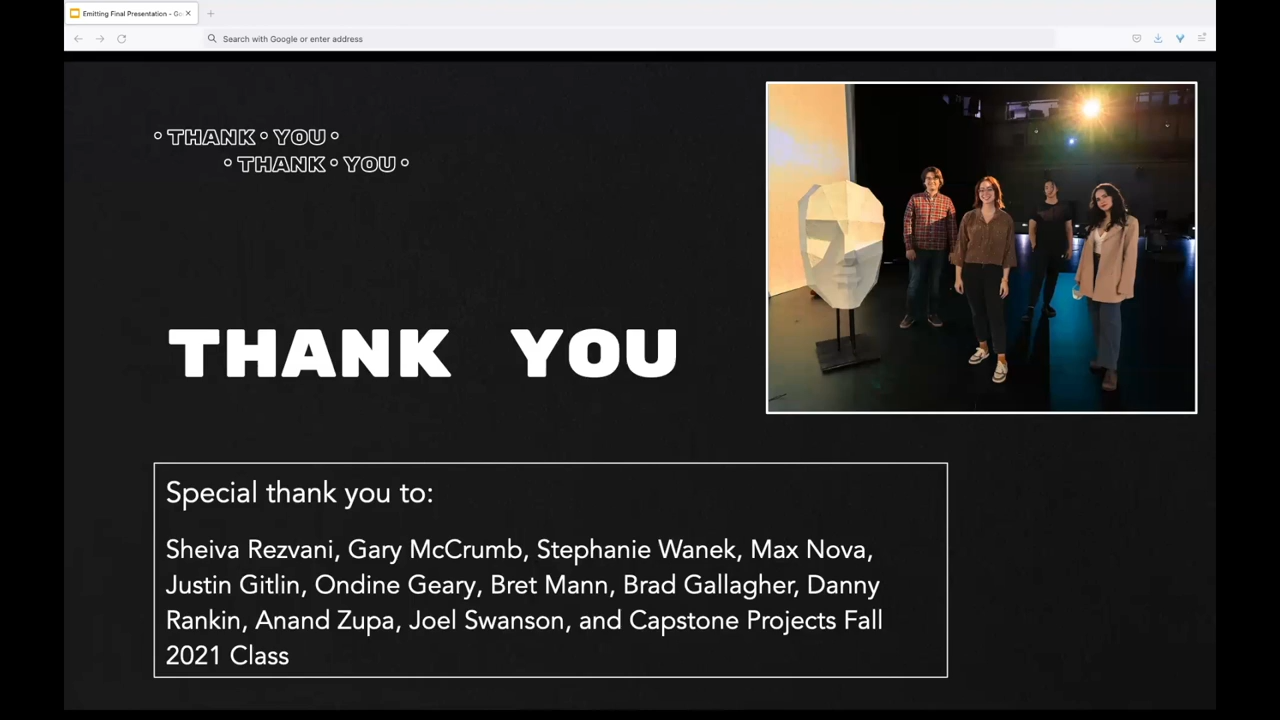 Emitting Final Presentation - Go
Search with Google or enter address
• THANK • YOU •
• THANK • YOU •
THANK YOU
Special thank you to:
Sheiva Rezvani, Gary McCrumb, Stephanie Wanek, Max Nova,
Justin Gitlin, Ondine Geary, Bret Mann, Brad Gallagher, Danny
Rankin, Anand Zupa, Joel Swanson, and Capstone Projects Fall
2021 Class